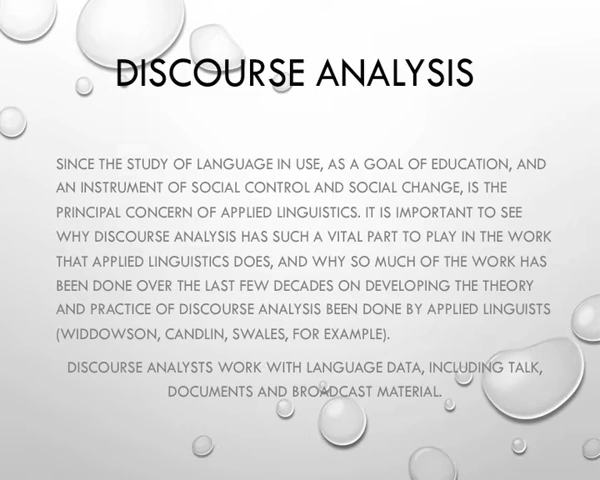 DISCOURSE ANALYSIS
SINCE THE STUDY OF LANGUAGE IN USE, AS A GOAL OF EDUCATION, AND
AN INSTRUMENT OF SOCIAL CONTROL AND SOCIAL CHANGE, IS THE
PRINCIPAL CONCERN OF APPLIED LINGUISTICS. IT IS IMPORTANT TO SEE
WHY DISCOURSE ANALYSIS HAS SUCH A VITAL PART TO PLAY IN THE WORK
THAT APPLIED LINGUISTICS DOES, AND WHY SO MUCH OF THE WORK HAS
BEEN DONE OVER THE LAST FEW DECADES ON DEVELOPING THE THEORY
AND PRACTICE OF DISCOURSE ANALYSIS BEEN DONE BY APPLIED LINGUISTS
(WIDDOWSON, CANDLIN, SWALES, FOR EXAMPLE).
DISCOURSE ANALYSTS WORK WITH LANGUAGE DATA, INCLUDING TALK,
DOCUMENTS AND BROADCAST MATERIAL.